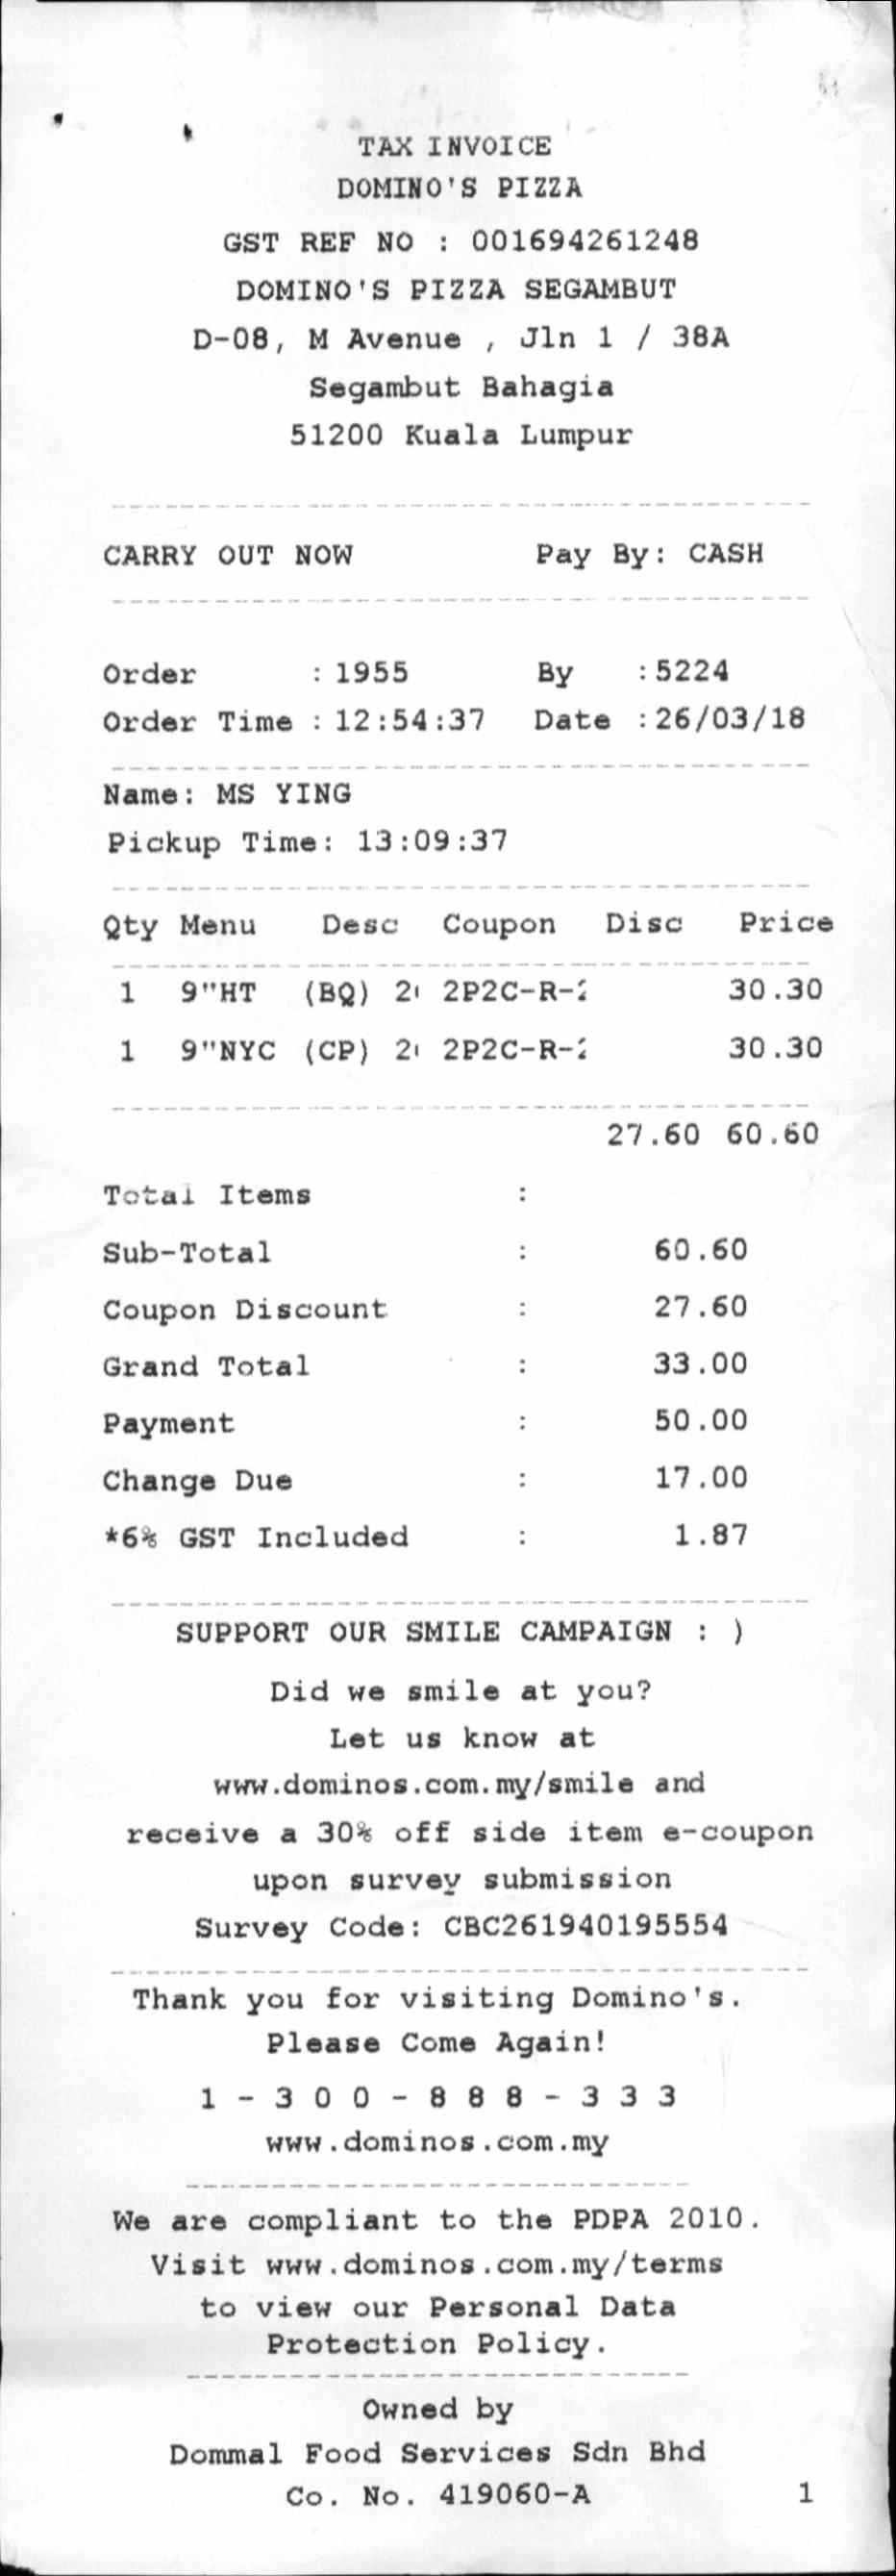 TAX INVOICE
DOMINO'S PIZZA
GST REF NO : 001694261248
DOMINO'S PIZZA SEGAMBUT
D-08, M Avenue , Jln 1 / 38A
Segambut Bahagia
51200 Kuala Lumpur
CARRY OUT NOW Pay By: CASH
Order : 1955 By : 5224
Order Time : 12:54:37 Date : 26/03/18
Name: MS YING
Pickup Time: 13:09:37
Qty Menu Desc Coupon Disc Price
1 9"HT (BQ) 2P2C-R- 30.30
1 9"NYC (CP) 2P2C-R- 30.30
27.60 60.60
Total Items :
Sub-Total : 60.60
Coupon Discount : 27.60
Grand Total : 33.00
Payment : 50.00
Change Due : 17.00
*6% GST Included : 1.87
SUPPORT OUR SMILE CAMPAIGN : )
Did we smile at you?
Let us know at
www.dominos.com.my/smile and
receive a 30% off side item e-coupon
upon survey submission
Survey Code: CBC261940195554
Thank you for visiting Domino's.
Please Come Again!
1 - 3 0 0 - 8 8 8 - 3 3 3
www.dominos.com.my
We are compliant to the PDPA 2010.
Visit www.dominos.com.my/terms
to view our Personal Data
Protection Policy.
Owned by
Dommal Food Services Sdn Bhd
Co. No. 419060-A 1